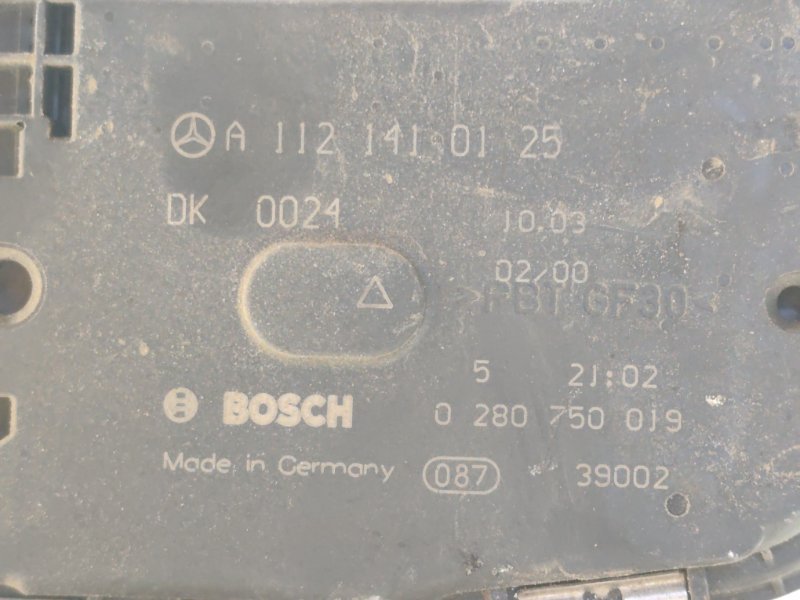 A 112 141 01 25
DK 0024 10.03
02/00
>PBT GF30<
5 21:02
BOSCH 0 280 750 019
Made in Germany 087 39002